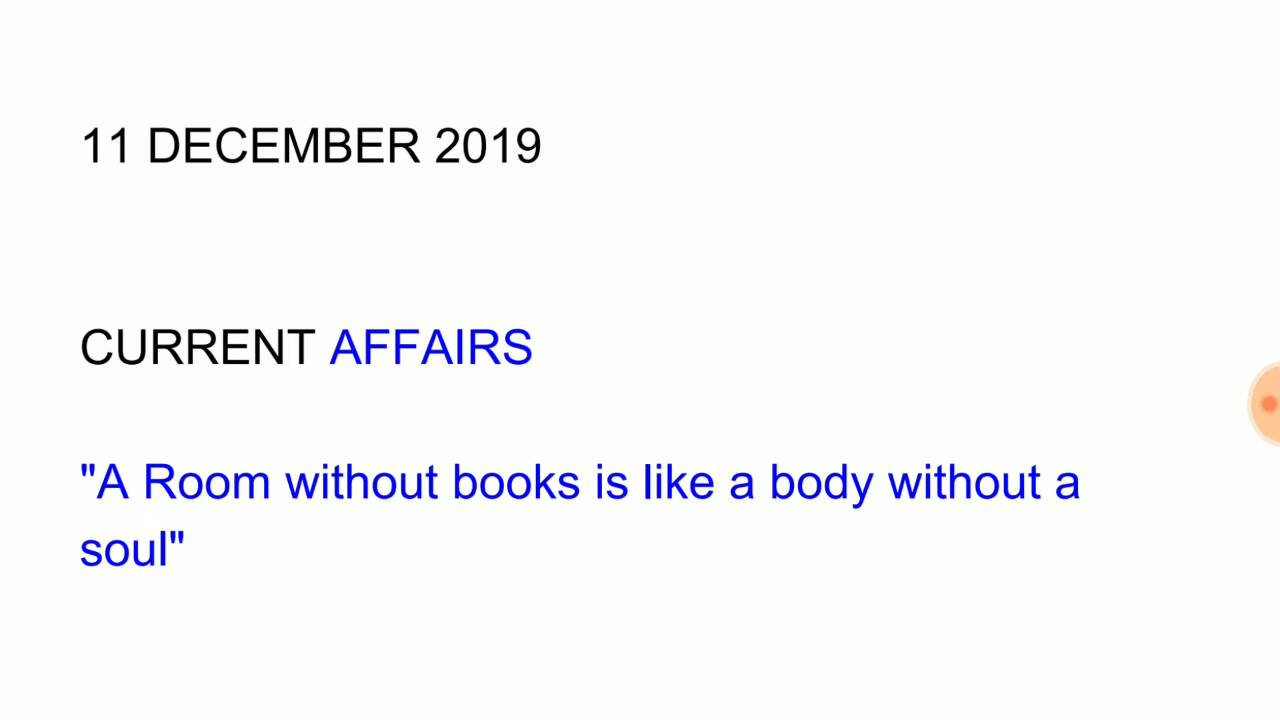 11 DECEMBER 2019
CURRENT AFFAIRS
"A Room without books is like a body without a
soul"